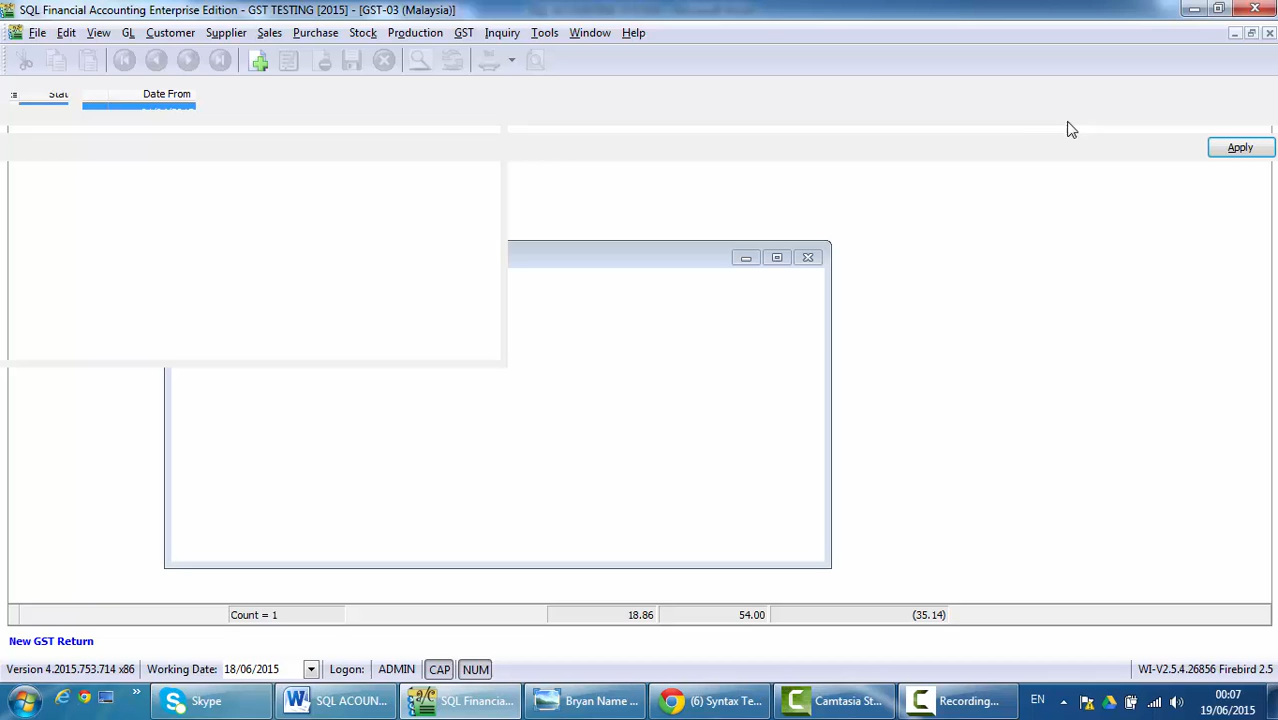 SQL Financial Accounting Enterprise Edition - GST TESTING [2015] - [GST-03 (Malaysia)]
File Edit View GL Customer Supplier Sales Purchase Stock Production GST Inquiry Tools Window Help
Date From
Apply
Count = 1 18.86 54.00 (35.14)
New GST Return
Version 4.2015.753.714 x86 Working Date: 18/06/2015 Logon: ADMIN CAP NUM WI-V2.5.4.26856 Firebird 2.5
Skype SQL ACOUN... SQL Financia... Bryan Name ... (6) Syntax Te... Camtasia St... Recording... EN 00:07
19/06/2015